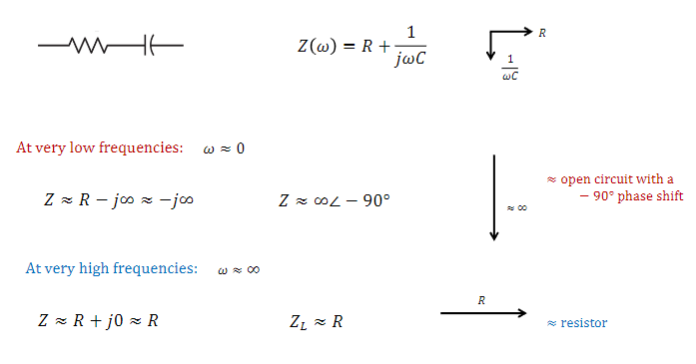 Z(ω) = R + 1/jωC
R
1/ωC
At very low frequencies: ω ≈ 0
Z ≈ R − j∞ ≈ −j∞
Z ≈ ∞∠ − 90°
≈ ∞
≈ open circuit with a
− 90° phase shift
At very high frequencies: ω ≈ ∞
Z ≈ R + j0 ≈ R
Z_L ≈ R
R
≈ resistor